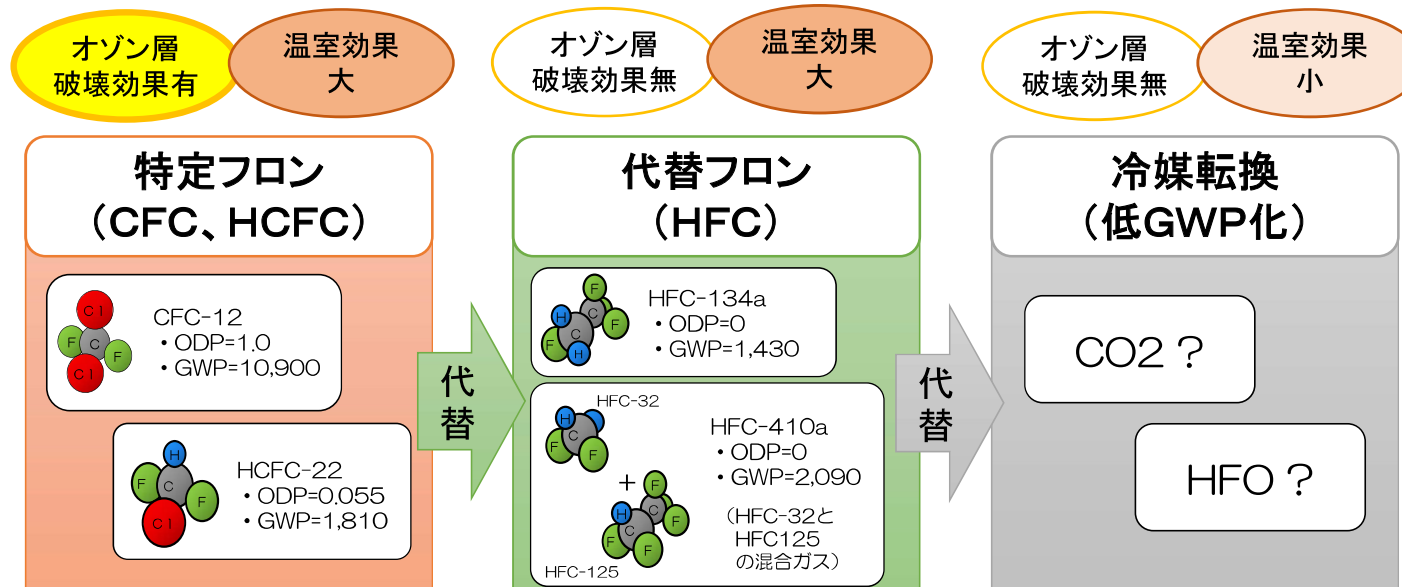 オゾン層
破壊効果有
温室効果
大
オゾン層
破壊効果無
温室効果
大
オゾン層
破壊効果無
温室効果
小
特定フロン
（CFC、HCFC）
Cl
F
C
F
Cl
CFC-12
・ODP=1.0
・GWP=10,900
H
F
C
F
Cl
HCFC-22
・ODP=0.055
・GWP=1,810
代
替
代替フロン
（HFC）
F
H
C
F
F
C
H
HFC-134a
・ODP=0
・GWP=1,430
HFC-32
H
C
F
F
+
F
H
C
F
C
F
F
HFC-125
HFC-410a
・ODP=0
・GWP=2,090
（HFC-32と
HFC125
の混合ガス）
代
替
冷媒転換
（低GWP化）
CO2？
HFO？